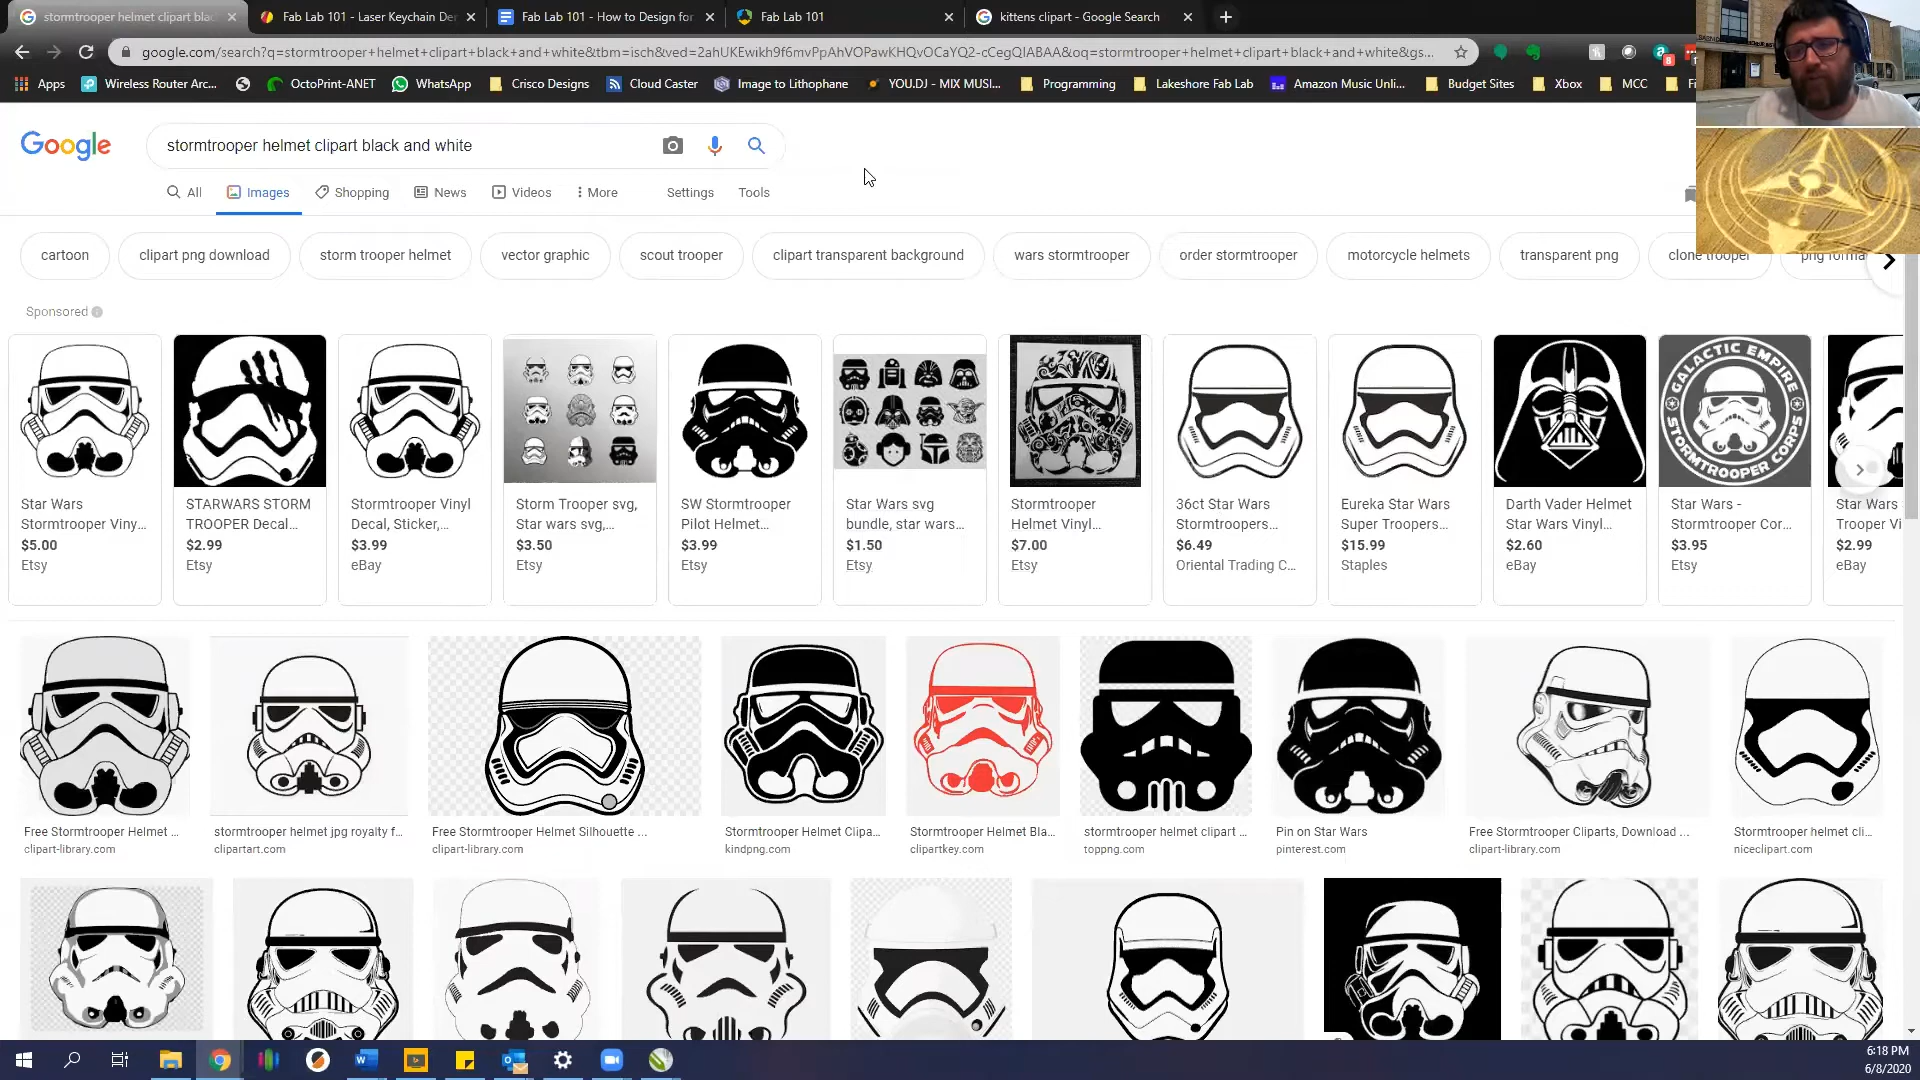 stormtrooper helmet clipart blac
Fab Lab 101 - Laser Keychain Der
Fab Lab 101 - How to Design for
Fab Lab 101
kittens clipart - Google Search
google.com/search?q=stormtrooper+helmet+clipart+black+and+white&tbm=isch&ved=2ahUKEwikh9f6mvPpAhVOPawKHQvOCaYQ2-cCegQIABAA&oq=stormtrooper+helmet+clipart+black+and+white&gs...
8
Apps
Wireless Router Arc...
OctoPrint-ANET
WhatsApp
Crisco Designs
Cloud Caster
Image to Lithophane
YOU.DJ - MIX MUSI...
Programming
Lakeshore Fab Lab
Amazon Music Unli...
Budget Sites
Xbox
MCC
Google
stormtrooper helmet clipart black and white
All
Images
Shopping
News
Videos
More
Settings
Tools
cartoon
clipart png download
storm trooper helmet
vector graphic
scout trooper
clipart transparent background
wars stormtrooper
order stormtrooper
motorcycle helmets
transparent png
clone trooper
png forma
Sponsored
GALACTIC EMPIRE
STORMTROOPER CORPS
Star Wars
Stormtrooper Viny...
$5.00
Etsy
STARWARS STORM
TROOPER Decal...
$2.99
Etsy
Stormtrooper Vinyl
Decal, Sticker,...
$3.99
eBay
Storm Trooper svg,
Star wars svg,...
$3.50
Etsy
SW Stormtrooper
Pilot Helmet...
$3.99
Etsy
Star Wars svg
bundle, star wars...
$1.50
Etsy
Stormtrooper
Helmet Vinyl...
$7.00
Etsy
36ct Star Wars
Stormtroopers...
$6.49
Oriental Trading C...
Eureka Star Wars
Super Troopers...
$15.99
Staples
Darth Vader Helmet
Star Wars Vinyl...
$2.60
eBay
Star Wars -
Stormtrooper Cor...
$3.95
Etsy
Star Wars
Trooper Vi
$2.99
eBay
Free Stormtrooper Helmet ...
clipart-library.com
stormtrooper helmet jpg royalty f...
clipartart.com
Free Stormtrooper Helmet Silhouette ...
clipart-library.com
Stormtrooper Helmet Clipa...
kindpng.com
Stormtrooper Helmet Bla...
clipartkey.com
stormtrooper helmet clipart ...
toppng.com
Pin on Star Wars
pinterest.com
Free Stormtrooper Cliparts, Download ...
clipart-library.com
Stormtrooper helmet cli...
niceclipart.com
6:18 PM
6/8/2020